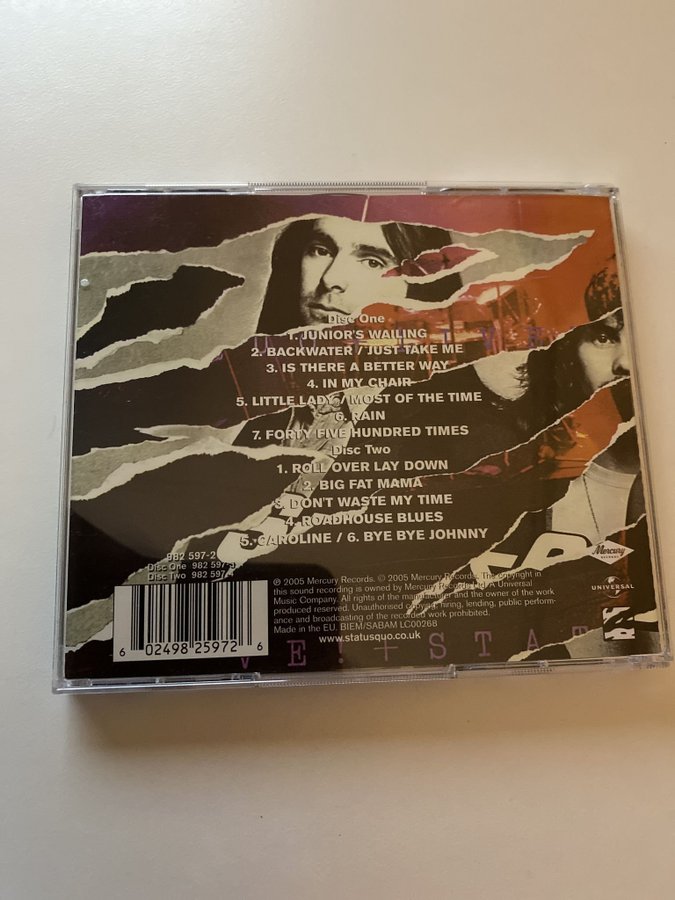 Disc One
1. JUNIOR'S WAILING
2. BACKWATER / JUST TAKE ME
3. IS THERE A BETTER WAY
4. IN MY CHAIR
5. LITTLE LADY / MOST OF THE TIME
6. RAIN
7. FORTY FIVE HUNDRED TIMES
Disc Two
1. ROLL OVER LAY DOWN
2. BIG FAT MAMA
3. DON'T WASTE MY TIME
4. ROADHOUSE BLUES
5. CAROLINE / 6. BYE BYE JOHNNY
982 597-2
Disc One 982 597-3
Disc Two 982 597-4
℗ 2005 Mercury Records. © 2005 Mercury Records. The copyright in
this sound recording is owned by Mercury Records Ltd. A Universal
Music Company. All rights of the manufacturer and the owner of the work
produced reserved. Unauthorised copying, hiring, lending, public perform-
ance and broadcasting of the recorded work prohibited.
Made in the EU. BIEM/SABAM LC00268
www.statusquo.co.uk
6 02498 25972 6
Mercury
RECORDS
UNIVERSAL
VE!+STAT